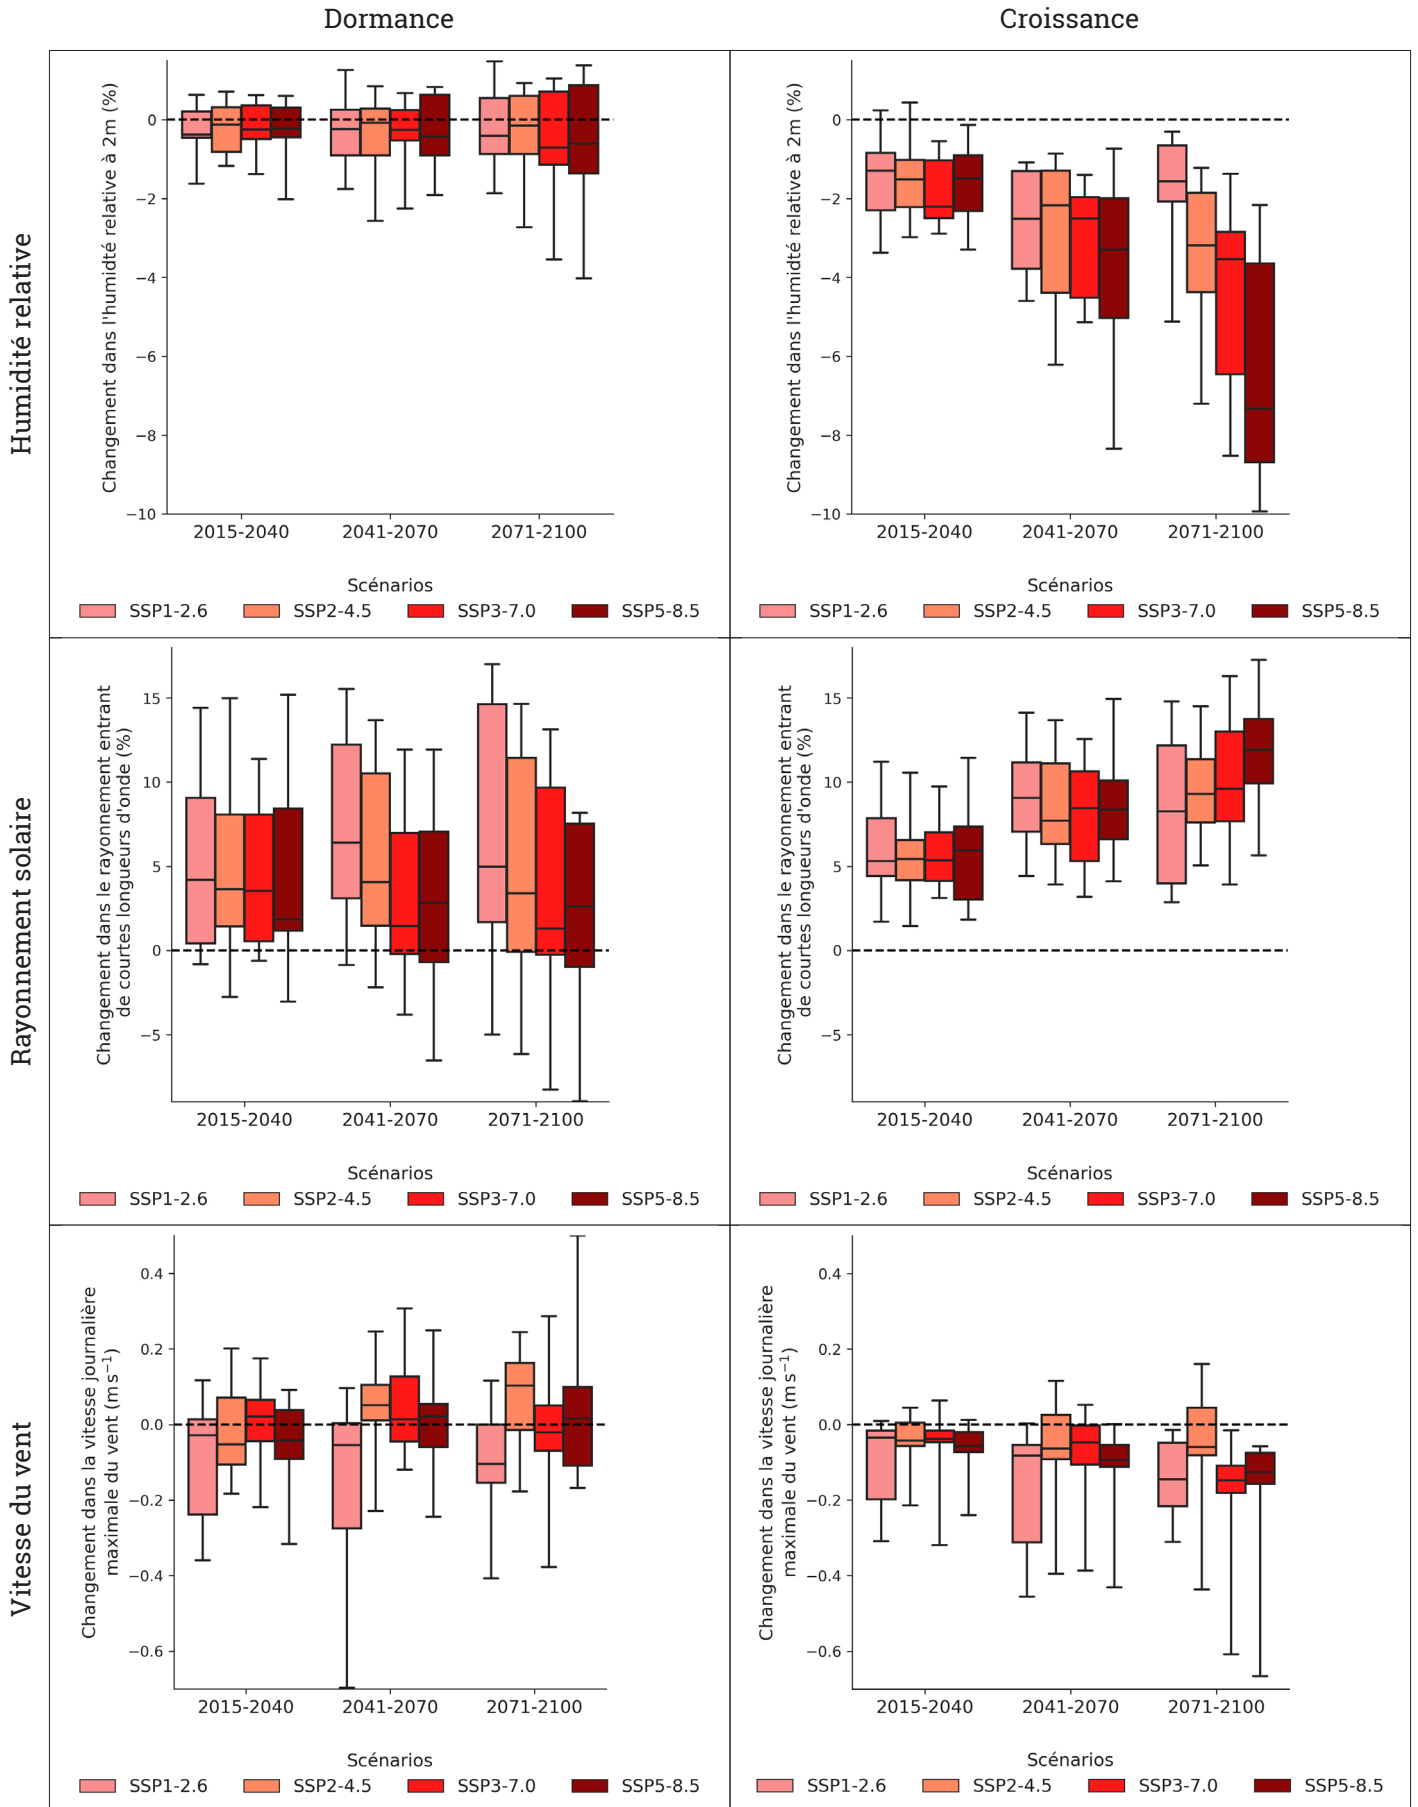 Dormance
Croissance
Humidité relative
Changement dans l'humidté relative à 2m (%)
0
−2
−4
−6
−8
−10
2015-2040
2041-2070
2071-2100
Scénarios
SSP1-2.6
SSP2-4.5
SSP3-7.0
SSP5-8.5
Changement dans l'humidté relative à 2m (%)
0
−2
−4
−6
−8
−10
2015-2040
2041-2070
2071-2100
Scénarios
SSP1-2.6
SSP2-4.5
SSP3-7.0
SSP5-8.5
Rayonnement solaire
Changement dans le rayonnement entrant
de courtes longueurs d'onde (%)
15
10
5
0
−5
2015-2040
2041-2070
2071-2100
Scénarios
SSP1-2.6
SSP2-4.5
SSP3-7.0
SSP5-8.5
Changement dans le rayonnement entrant
de courtes longueurs d'onde (%)
15
10
5
0
−5
2015-2040
2041-2070
2071-2100
Scénarios
SSP1-2.6
SSP2-4.5
SSP3-7.0
SSP5-8.5
Vitesse du vent
Changement dans la vitesse journalière
maximale du vent (m s⁻¹)
0.4
0.2
0.0
−0.2
−0.4
−0.6
2015-2040
2041-2070
2071-2100
Scénarios
SSP1-2.6
SSP2-4.5
SSP3-7.0
SSP5-8.5
Changement dans la vitesse journalière
maximale du vent (m s⁻¹)
0.4
0.2
0.0
−0.2
−0.4
−0.6
2015-2040
2041-2070
2071-2100
Scénarios
SSP1-2.6
SSP2-4.5
SSP3-7.0
SSP5-8.5